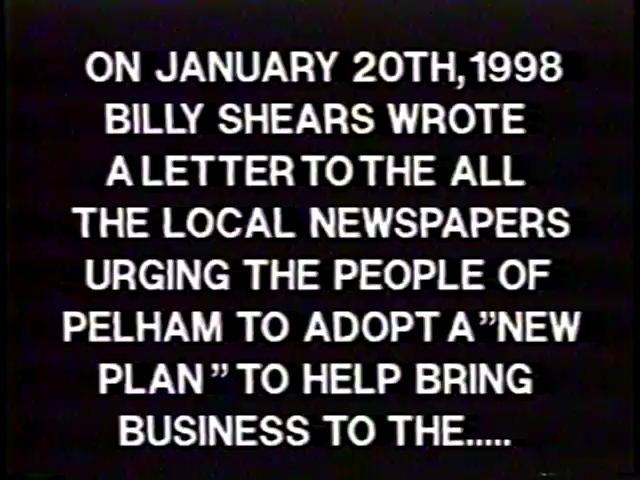 ON JANUARY 20TH,1998
BILLY SHEARS WROTE
A LETTER TO THE ALL
THE LOCAL NEWSPAPERS
URGING THE PEOPLE OF
PELHAM TO ADOPT A ”NEW
PLAN ” TO HELP BRING
BUSINESS TO THE.....